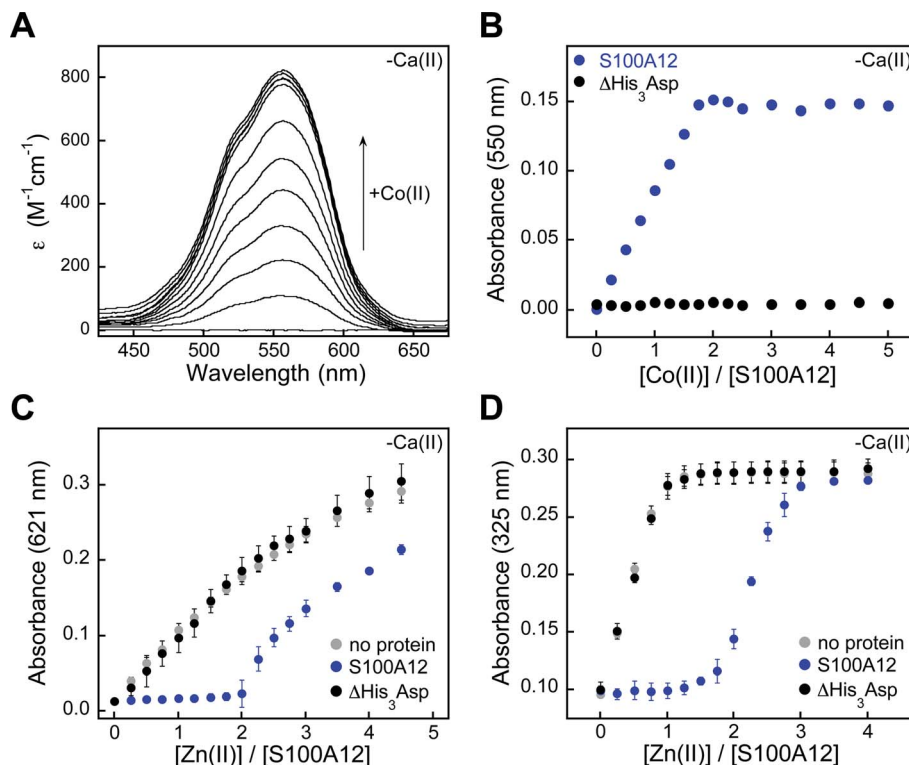 A
-Ca(II)
800
600
400
200
0
ε (M⁻¹cm⁻¹)
+Co(II)
450 500 550 600 650
Wavelength (nm)
B
-Ca(II)
S100A12
ΔHis₃Asp
0.15
0.10
0.05
0.00
Absorbance (550 nm)
0 1 2 3 4 5
[Co(II)] / [S100A12]
C
-Ca(II)
0.3
0.2
0.1
0.0
Absorbance (621 nm)
no protein
S100A12
ΔHis₃Asp
0 1 2 3 4 5
[Zn(II)] / [S100A12]
D
-Ca(II)
0.30
0.25
0.20
0.15
0.10
Absorbance (325 nm)
no protein
S100A12
ΔHis₃Asp
0 1 2 3 4
[Zn(II)] / [S100A12]